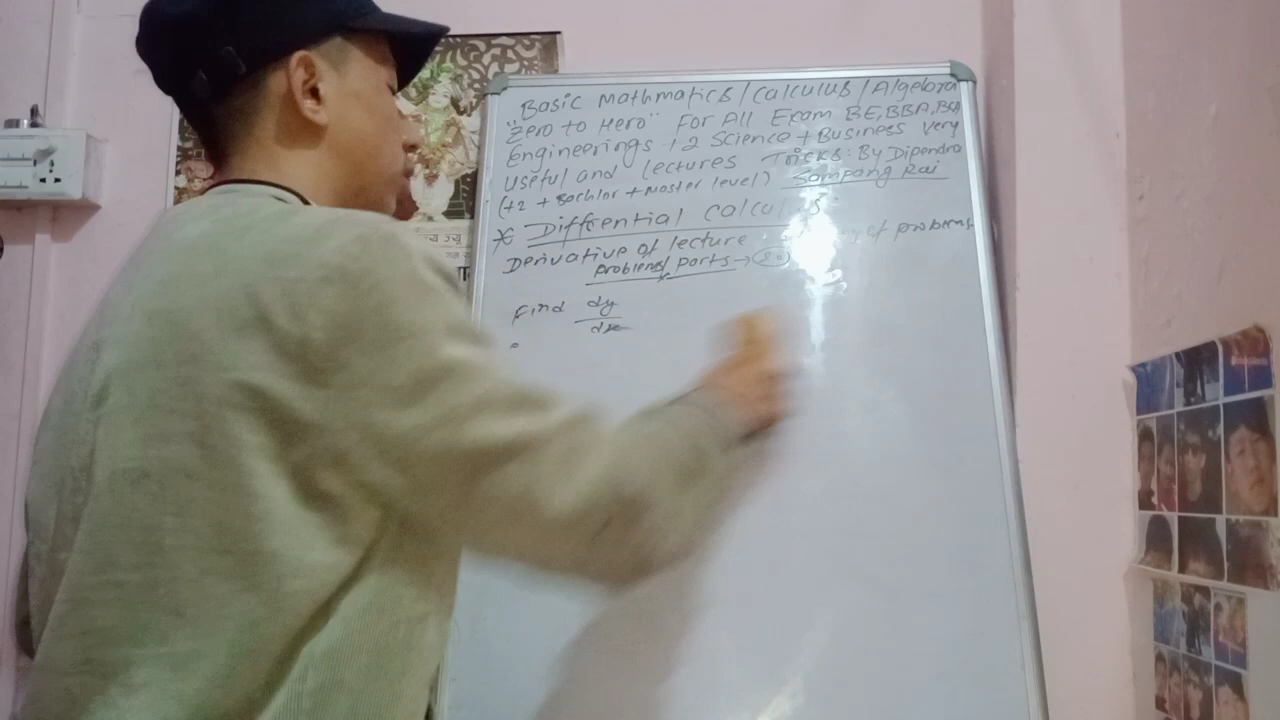 "Basic Mathmatics/calculus/Algebra
Zero to Hero" For All Exam BE, BBA, BSA
Engineerings +2 Science + Business very
useful and lectures Tricks: By Dipendra
(+2 + Bachlor + Master level) Sampang Rai
* Diffrential calculus
Derivative of lecture of problems
problems/ parts →
Find dy
dx